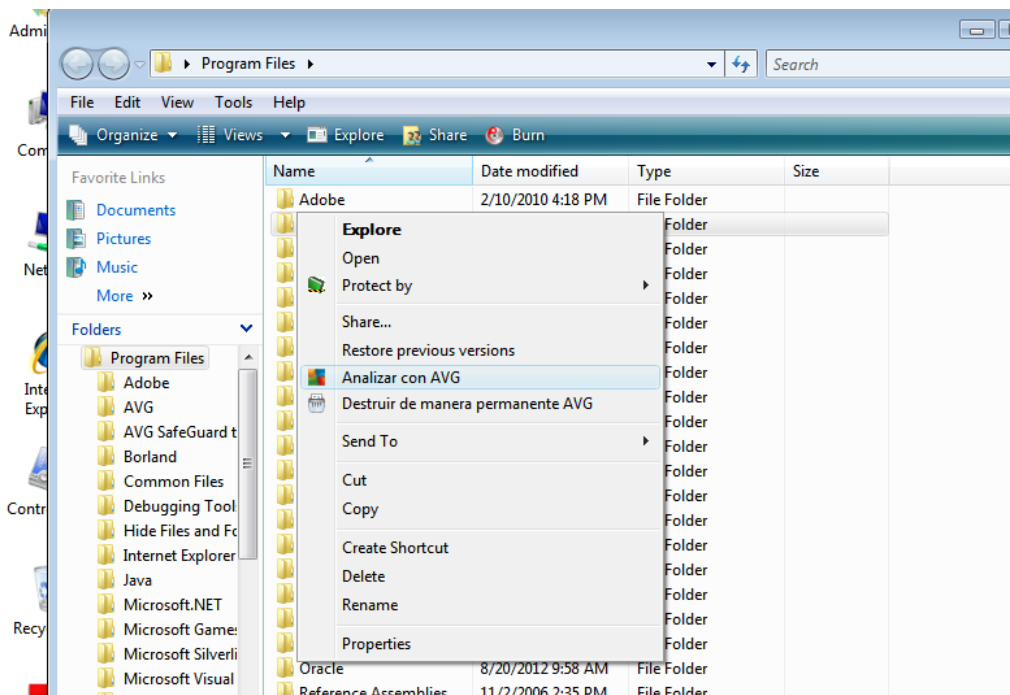 Admi
Program Files
Search
File Edit View Tools Help
Organize Views Explore Share Burn
Com
Favorite Links
Name Date modified Type Size
Documents
Adobe 2/10/2010 4:18 PM File Folder
Pictures
Explore Folder
Open Folder
Net
Music
Protect by Folder
More »
Folder
Folders
Share... Folder
Program Files
Restore previous versions Folder
Inte
Adobe
Analizar con AVG Folder
Exp
AVG
Destruir de manera permanente AVG Folder
AVG SafeGuard t
Folder
Borland
Send To Folder
Common Files
Cut Folder
Contr
Debugging Tool
Copy Folder
Hide Files and Fo
Folder
Internet Explorer
Create Shortcut Folder
Java
Delete Folder
Microsoft.NET
Rename Folder
Recy
Microsoft Games
Folder
Microsoft Silverli
Properties Folder
Microsoft Visual
Oracle 8/20/2012 9:58 AM File Folder
Reference Assemblies 11/2/2006 2:35 PM File Folder